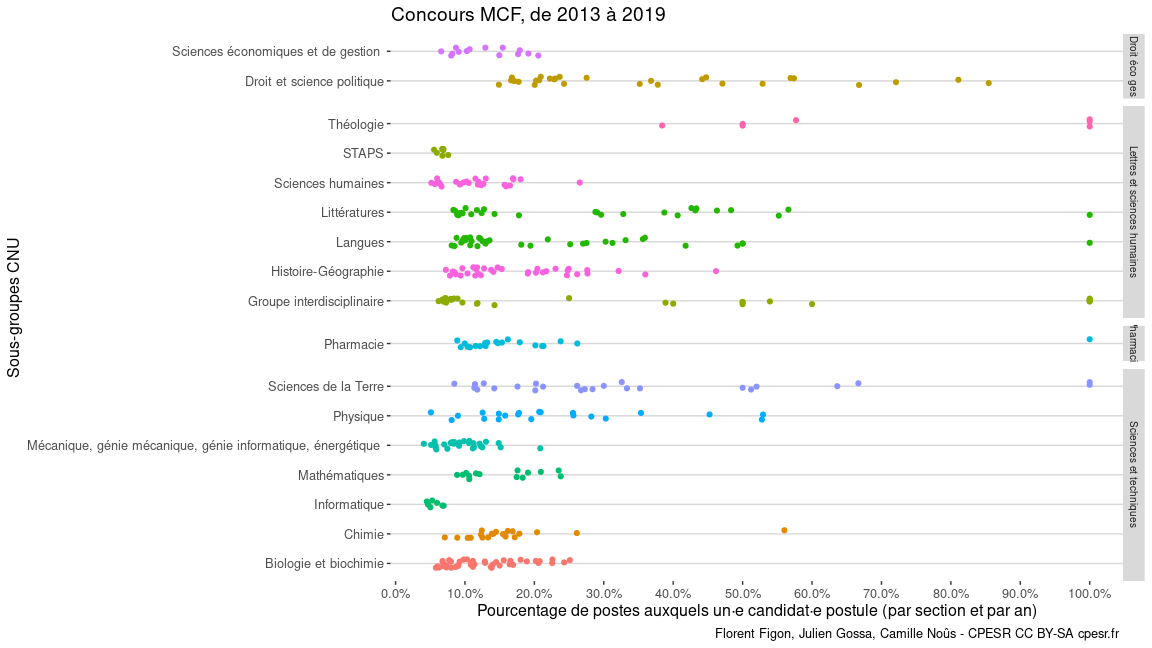 Concours MCF, de 2013 à 2019
Sous-groupes CNU
Sciences économiques et de gestion
Droit et science politique
Droit éco ges
Théologie
STAPS
Sciences humaines
Littératures
Langues
Histoire-Géographie
Groupe interdisciplinaire
Lettres et sciences humaines
Pharmacie
harmaci
Sciences de la Terre
Physique
Mécanique, génie mécanique, génie informatique, énergétique
Mathématiques
Informatique
Chimie
Biologie et biochimie
Sciences et techniques
0.0% 10.0% 20.0% 30.0% 40.0% 50.0% 60.0% 70.0% 80.0% 90.0% 100.0%
Pourcentage de postes auxquels un·e candidat·e postule (par section et par an)
Florent Figon, Julien Gossa, Camille Noûs - CPESR CC BY-SA cpesr.fr